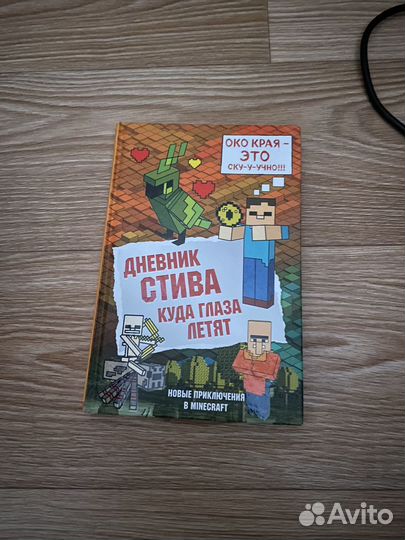 ОКО КРАЯ –
ЭТО
СКУ-У-УЧНО!!!
ДНЕВНИК
СТИВА
КУДА ГЛАЗА
ЛЕТЯТ
НОВЫЕ ПРИКЛЮЧЕНИЯ
В MINECRAFT
Avito